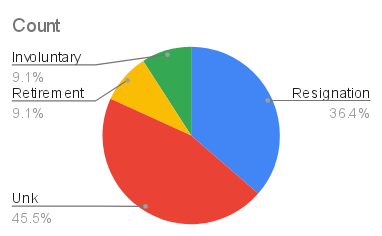 Count
Involuntary
9.1%
Retirement
9.1%
Resignation
36.4%
Unk
45.5%